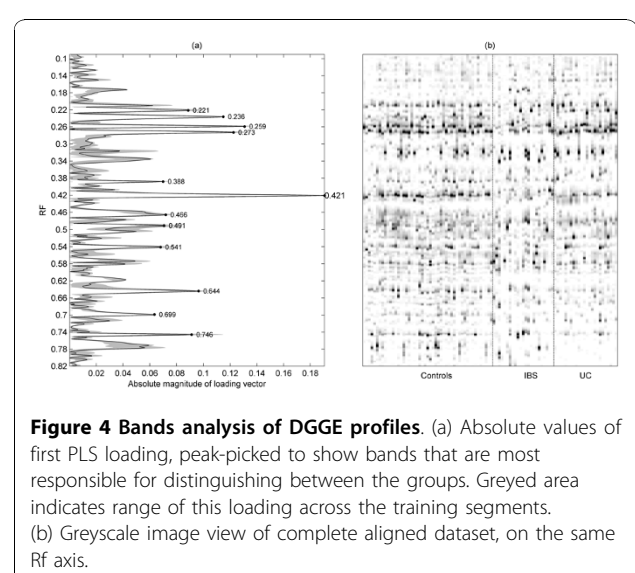 (a)
0.1
0.14
0.18
0.22
0.26
0.3
0.34
0.38
0.42
0.46
0.5
0.54
0.58
0.62
0.66
0.7
0.74
0.78
0.82
RF
0.221
0.236
0.259
0.273
0.388
0.421
0.466
0.491
0.541
0.644
0.699
0.746
0.02 0.04 0.06 0.08 0.10 0.12 0.14 0.16 0.18
Absolute magnitude of loading vector
(b)
Controls IBS UC
Figure 4 Bands analysis of DGGE profiles. (a) Absolute values of
first PLS loading, peak-picked to show bands that are most
responsible for distinguishing between the groups. Greyed area
indicates range of this loading across the training segments.
(b) Greyscale image view of complete aligned dataset, on the same
Rf axis.